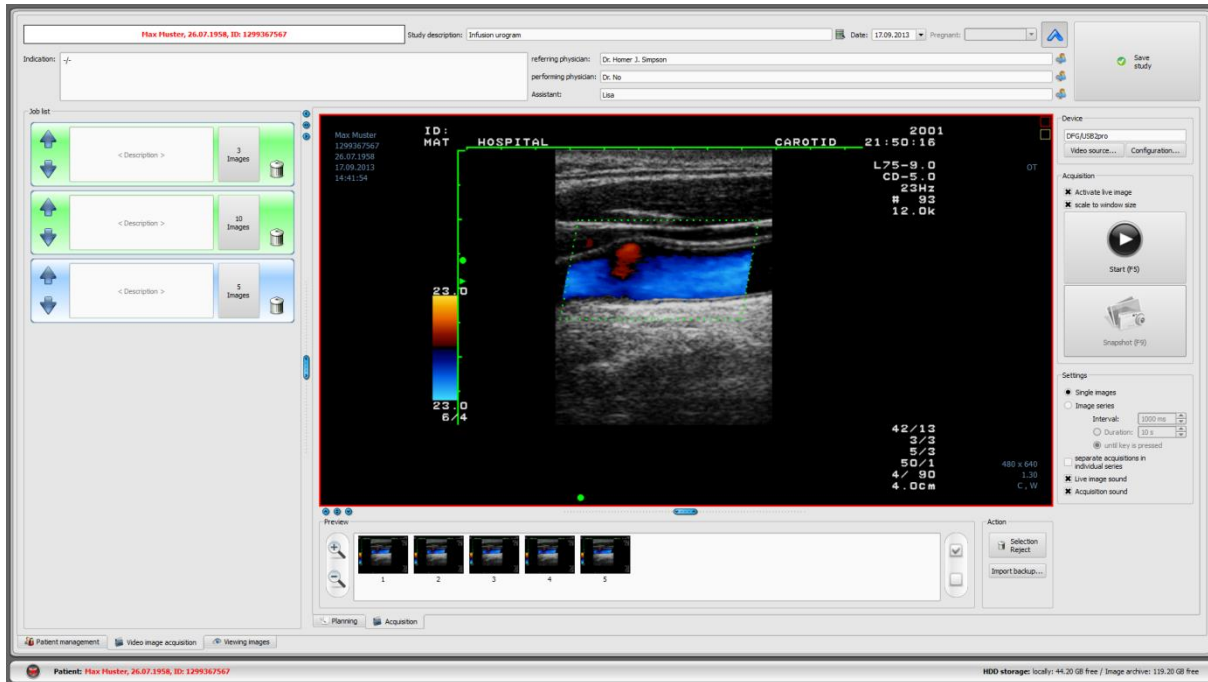 Max Muster, 26.07.1958, ID: 1299367567
Study description: Infusion urogram
Date: 17.09.2013
Pregnant:
Save study
Indication: -/-
referring physician: Dr. Homer J. Simpson
performing physician: Dr. No
Assistant: Lisa
Job list
< Description >
3
Images
< Description >
10
Images
< Description >
5
Images
Max Muster
1299367567
26.07.1958
17.09.2013
14:41:54
ID:
MAT HOSPITAL
CAROTID
2001
21:50:16
L75-9.0
CD-5.0
23Hz
# 93
12.0k
OT
23.0
23.0
6/4
42/13
3/3
5/3
50/1
4/ 90
4.0cm
480 x 640
1.30
C , W
Device
DFG/USB2pro
Video source... Configuration...
Acquisition
Activate live image
scale to window size
Start (F5)
Snapshot (F9)
Settings
Single images
Image series
Interval: 1000 ms
Duration: 10 s
until key is pressed
separate acquisitions in
individual series
Live image sound
Acquisition sound
Preview
1 2 3 4 5
Action
Selection
Reject
Import backup...
Planning Acquisition
Patient management Video image acquisition Viewing images
Patient: Max Muster, 26.07.1958, ID: 1299367567
HDD storage: locally: 44.20 GB free / Image archive: 119.20 GB free